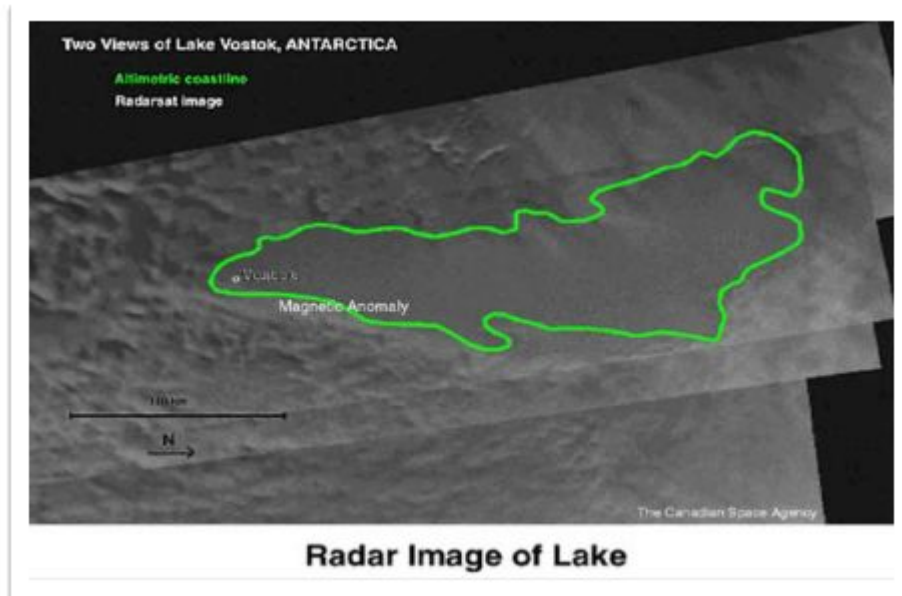 Two Views of Lake Vostok, ANTARCTICA
Altimetric coastline
Radarsat Image
Magnetic Anomaly
N
The Canadian Space Agency
Radar Image of Lake